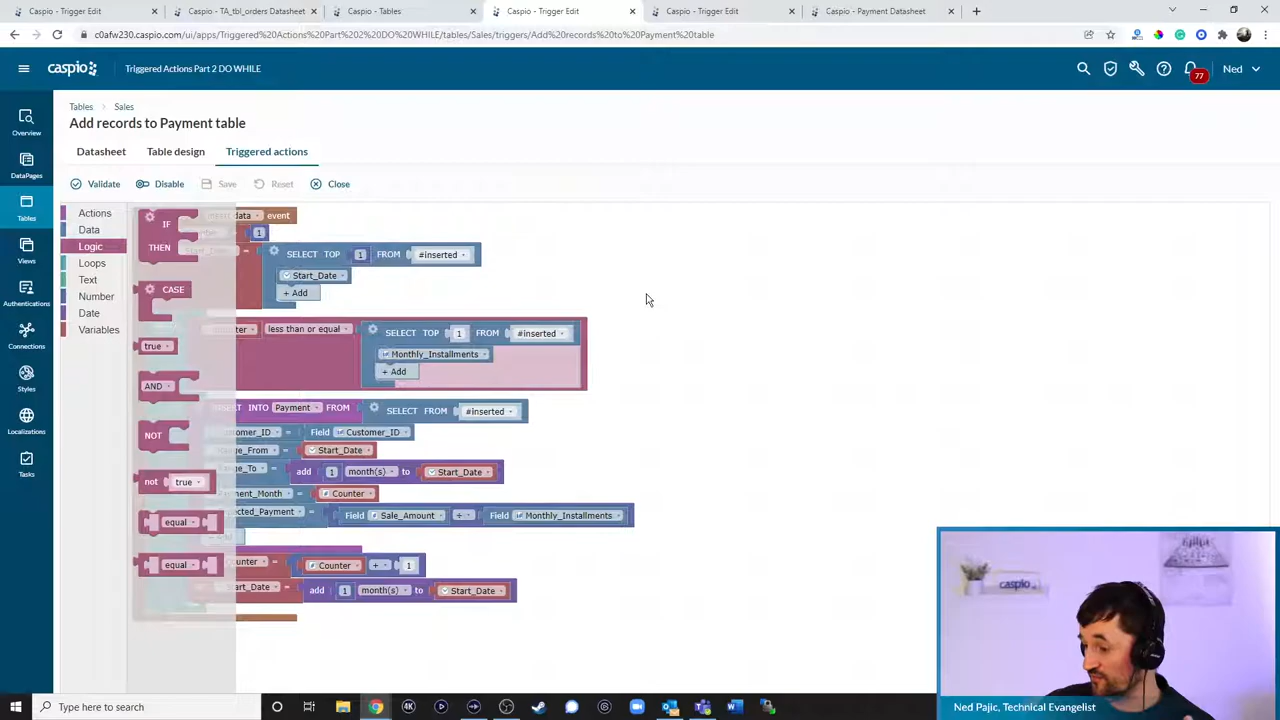 Caspio - Trigger Edit
Caspio - TA_tbl_orders Datasheet
Caspio - Tables
Caspio - Trigger Edit
Caspio - Trigger Edit
Caspio - Payment Datasheet
c0afw230.caspio.com/ui/apps/Triggered%20Actions%20Part%202%20DO%20WHILE/tables/Sales/triggers/Add%20records%20to%20Payment%20table
caspio
Triggered Actions Part 2 DO WHILE
77
Ned
Overview
DataPages
Tables
Views
Authentications
Connections
Styles
Localizations
Tasks
Tables > Sales
Add records to Payment table
Datasheet
Table design
Triggered actions
Validate
Disable
Save
Reset
Close
Actions
Data
Logic
Loops
Text
Number
Date
Variables
IF
THEN
CASE
true
AND
NOT
not true
equal
equal
data event
= 1
= SELECT TOP 1 FROM #inserted
Start_Date
+ Add
less than or equal SELECT TOP 1 FROM #inserted
Monthly_Installments
+ Add
INTO Payment FROM SELECT FROM #inserted
= Field Customer_ID
= Start_Date
= add 1 month(s) to Start_Date
= Counter
= Field Sale_Amount ÷ Field Monthly_Installments
+ Add
= Counter + 1
= add 1 month(s) to Start_Date
caspio
Ned Pajic, Technical Evangelist
Type here to search